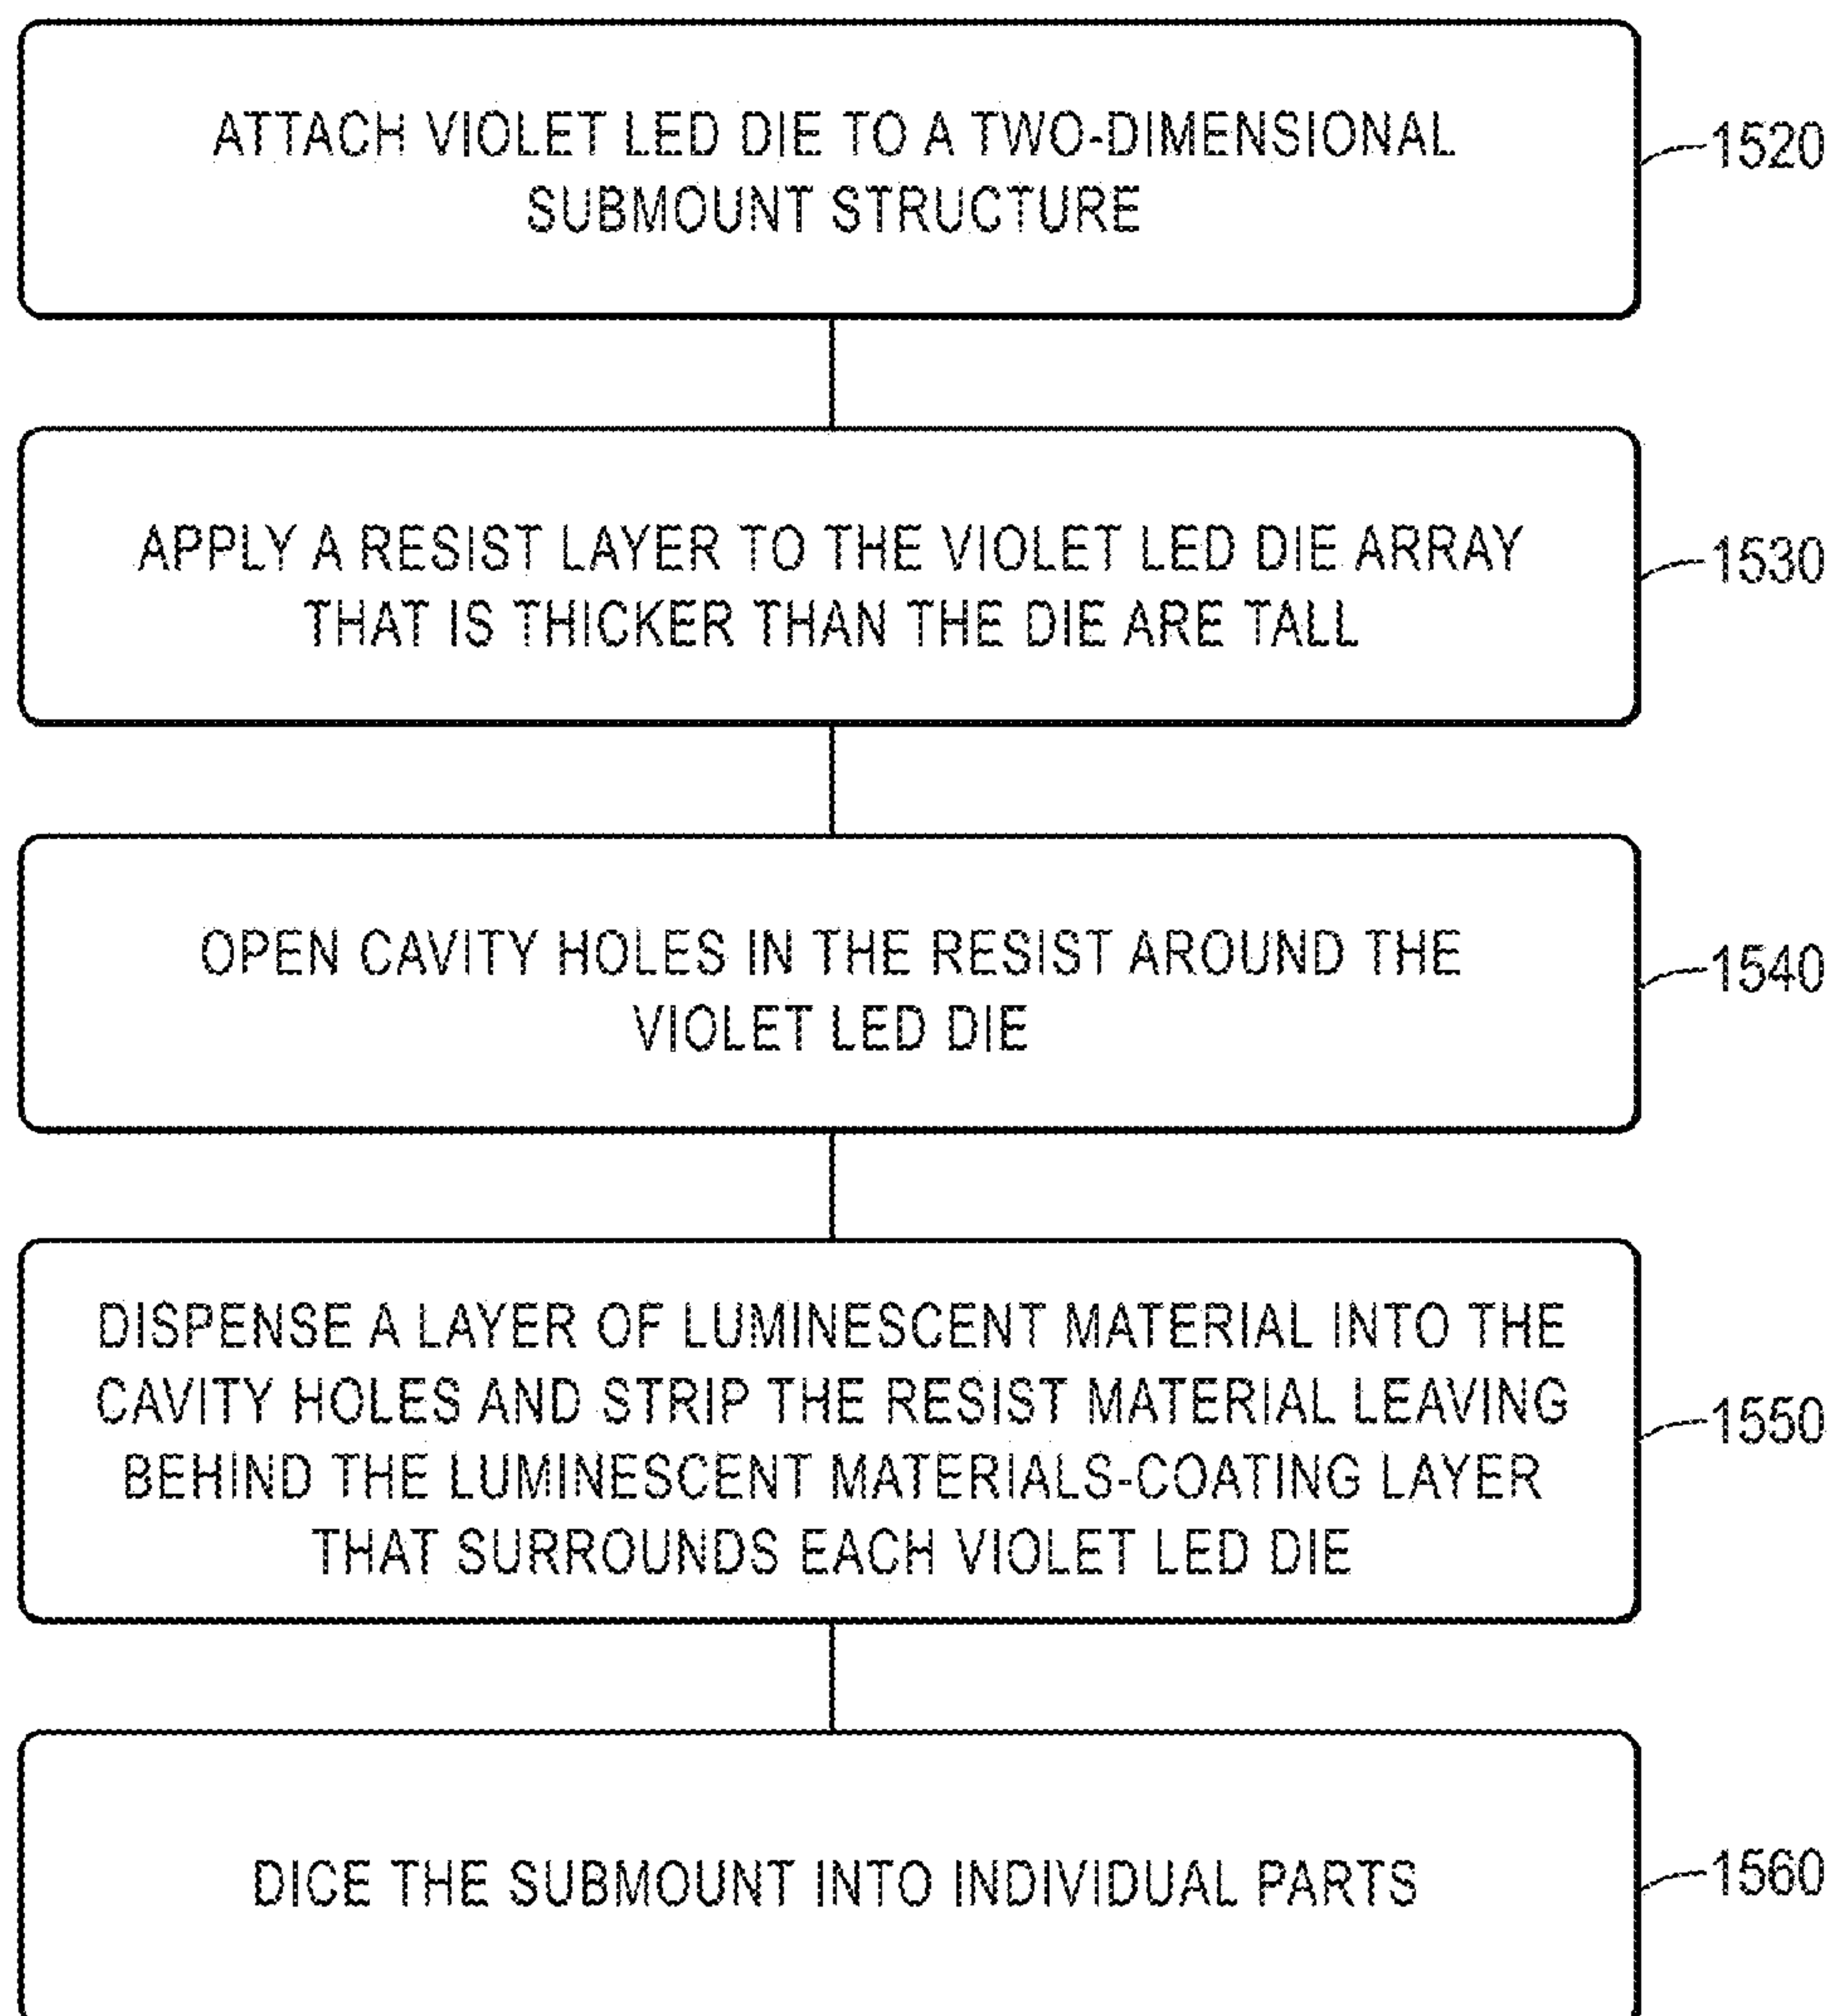 ATTACH VIOLET LED DIE TO A TWO-DIMENSIONAL
SUBMOUNT STRUCTURE
1520
APPLY A RESIST LAYER TO THE VIOLET LED DIE ARRAY
THAT IS THICKER THAN THE DIE ARE TALL
1530
OPEN CAVITY HOLES IN THE RESIST AROUND THE
VIOLET LED DIE
1540
DISPENSE A LAYER OF LUMINESCENT MATERIAL INTO THE
CAVITY HOLES AND STRIP THE RESIST MATERIAL LEAVING
BEHIND THE LUMINESCENT MATERIALS-COATING LAYER
THAT SURROUNDS EACH VIOLET LED DIE
1550
DICE THE SUBMOUNT INTO INDIVIDUAL PARTS
1560